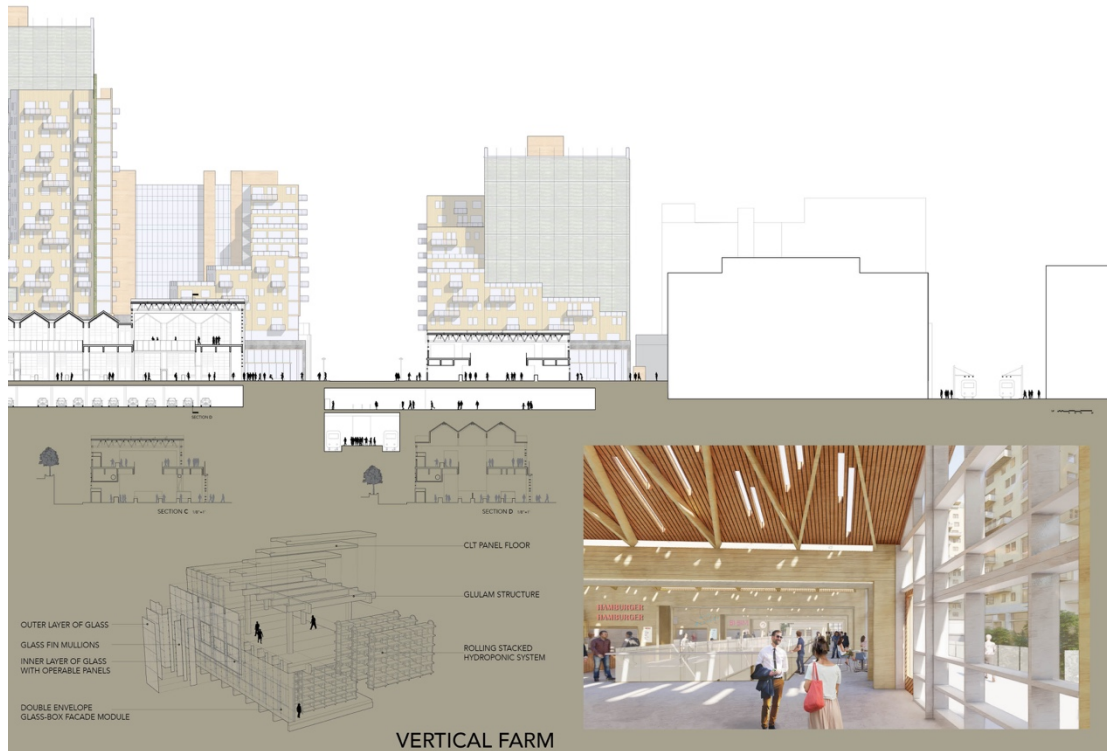 SECTION B
SECTION C
SECTION D
CLT PANEL FLOOR
GLULAM STRUCTURE
OUTER LAYER OF GLASS
GLASS FIN MULLIONS
INNER LAYER OF GLASS
WITH OPERABLE PANELS
ROLLING STACKED
HYDROPONIC SYSTEM
DOUBLE ENVELOPE
GLASS-BOX FACADE MODULE
HAMBURGER
HAMBURGER
VERTICAL FARM